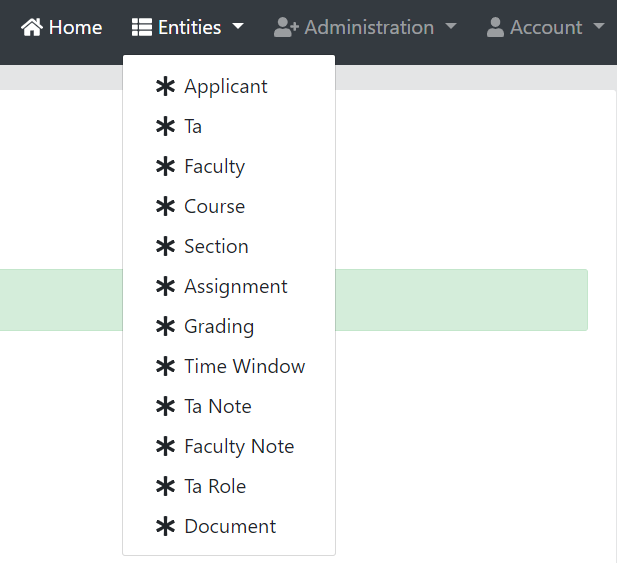 Home Entities Administration Account
Applicant
Ta
Faculty
Course
Section
Assignment
Grading
Time Window
Ta Note
Faculty Note
Ta Role
Document